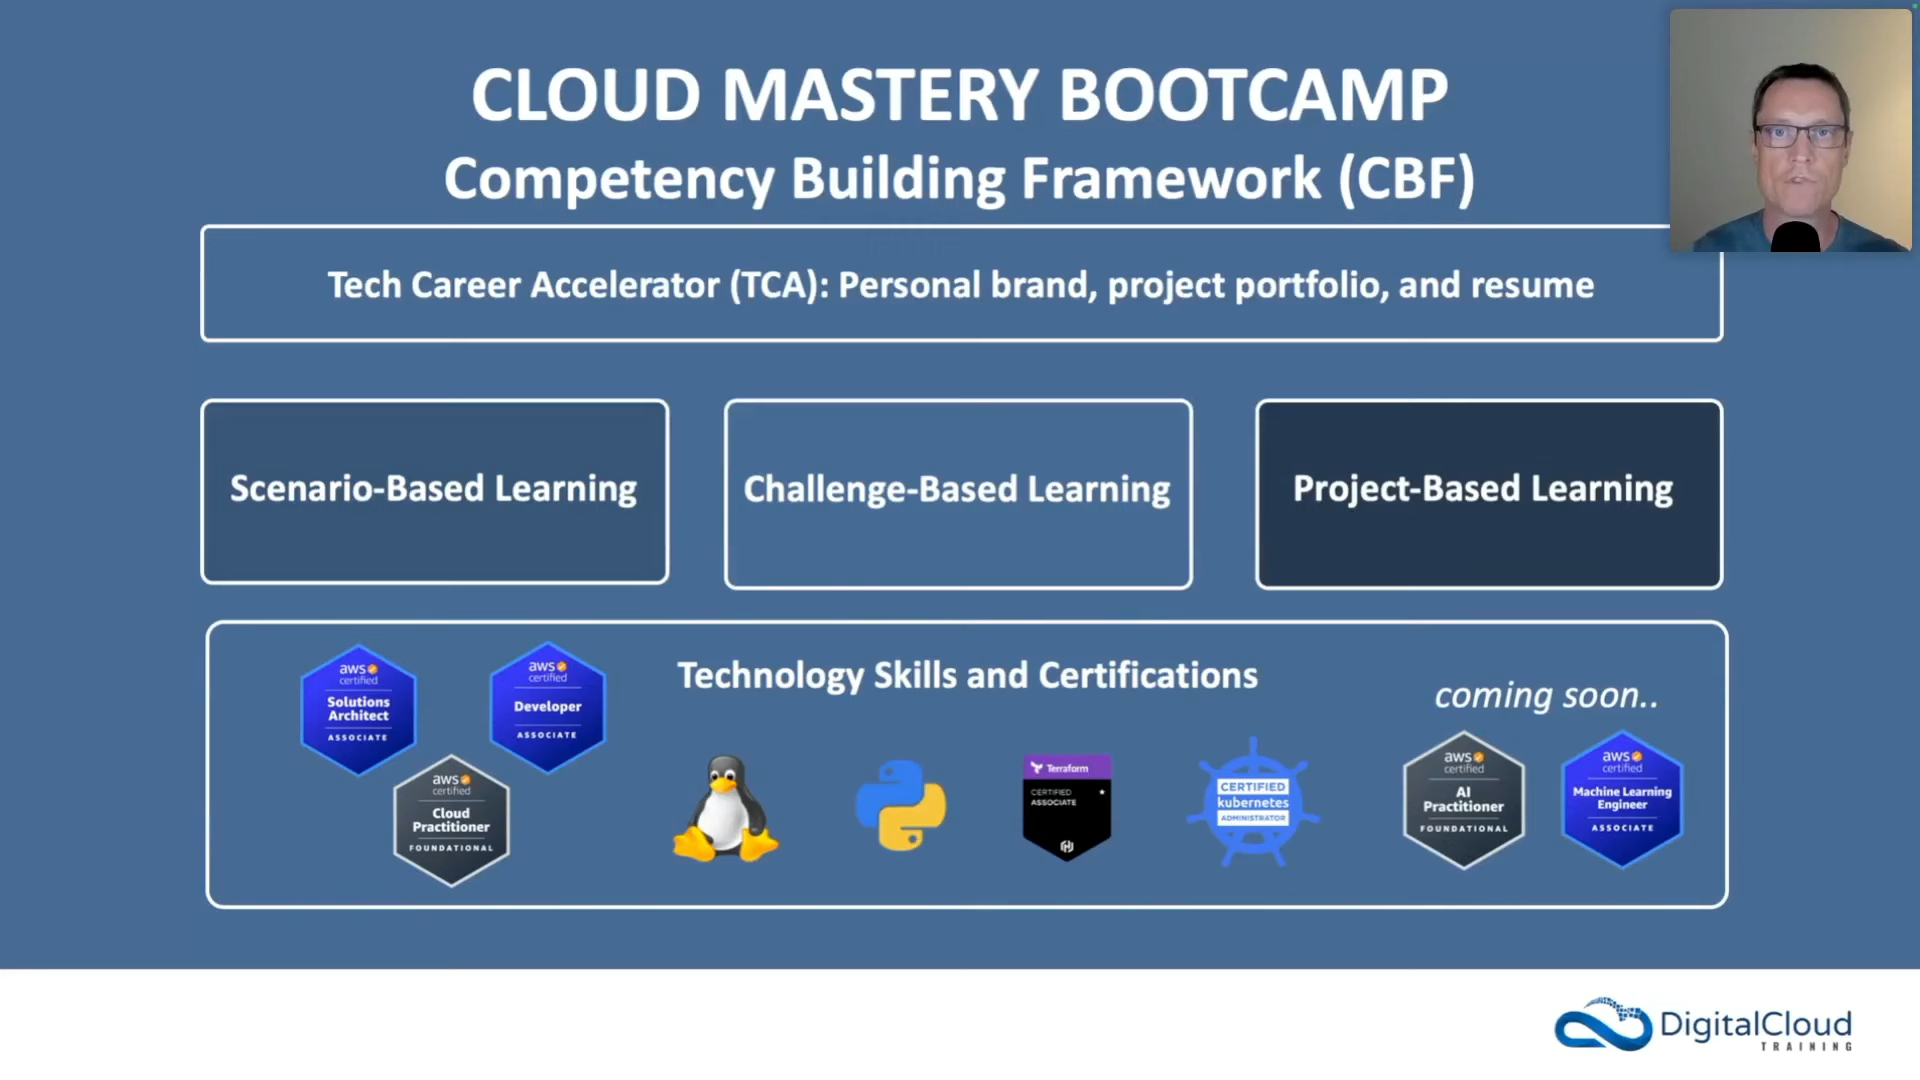 CLOUD MASTERY BOOTCAMP
Competency Building Framework (CBF)
Tech Career Accelerator (TCA): Personal brand, project portfolio, and resume
Scenario-Based Learning
Challenge-Based Learning
Project-Based Learning
Technology Skills and Certifications
aws
certified
Solutions
Architect
ASSOCIATE
aws
certified
Developer
ASSOCIATE
aws
certified
Cloud
Practitioner
FOUNDATIONAL
Terraform
CERTIFIED
ASSOCIATE
CERTIFIED
kubernetes
ADMINISTRATOR
coming soon..
aws
certified
AI
Practitioner
FOUNDATIONAL
aws
certified
Machine Learning
Engineer
ASSOCIATE
DigitalCloud
TRAINING